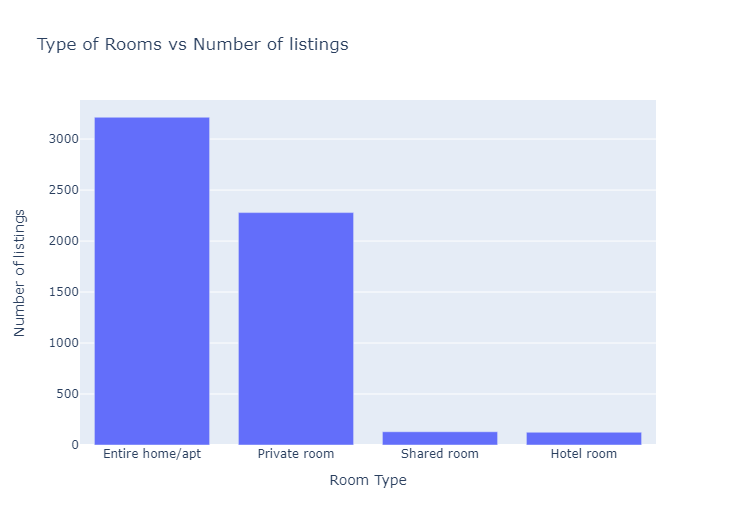 Type of Rooms vs Number of listings
Number of listings
3000
2500
2000
1500
1000
500
0
Entire home/apt Private room Shared room Hotel room
Room Type